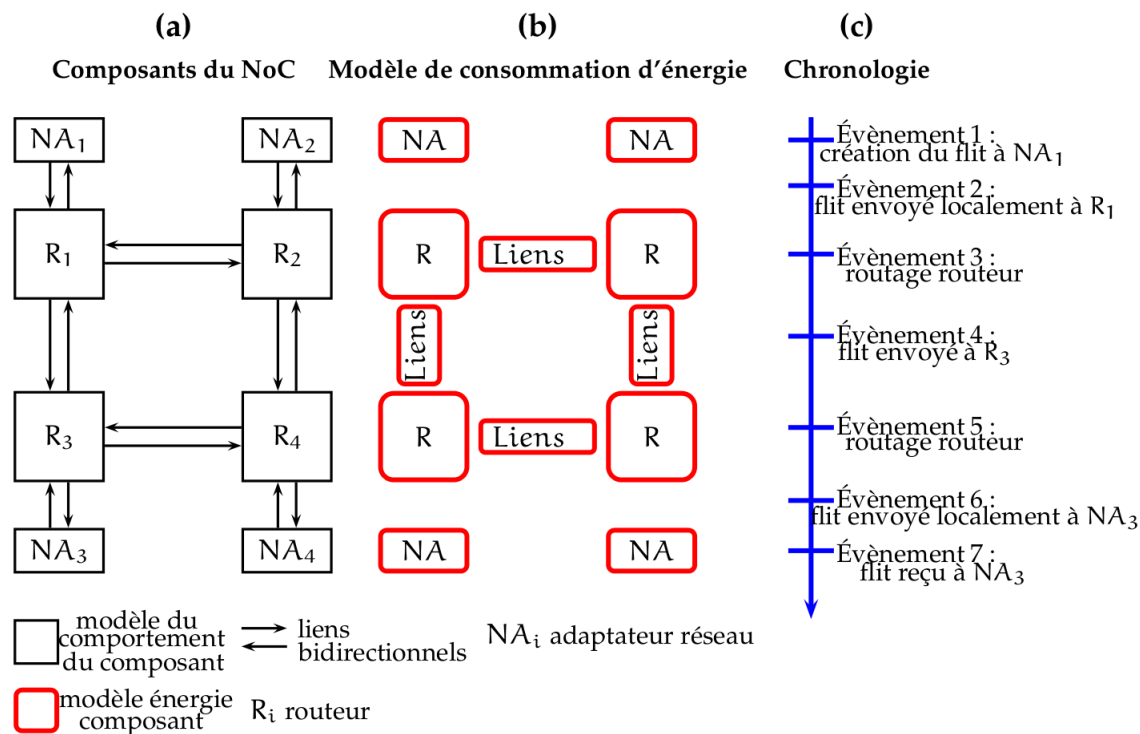 (a)
Composants du NoC
NA1
NA2
R1
R2
R3
R4
NA3
NA4
(b)
Modèle de consommation d'énergie
NA
NA
R
Liens
R
Liens
Liens
R
Liens
R
NA
NA
(c)
Chronologie
Évènement 1 :
création du flit à NA1
Évènement 2 :
flit envoyé localement à R1
Évènement 3 :
routage routeur
Évènement 4 :
flit envoyé à R3
Évènement 5 :
routage routeur
Évènement 6 :
flit envoyé localement à NA3
Évènement 7 :
flit reçu à NA3
modèle du
comportement
du composant
liens
bidirectionnels
NAi adaptateur réseau
modèle énergie
composant
Ri routeur